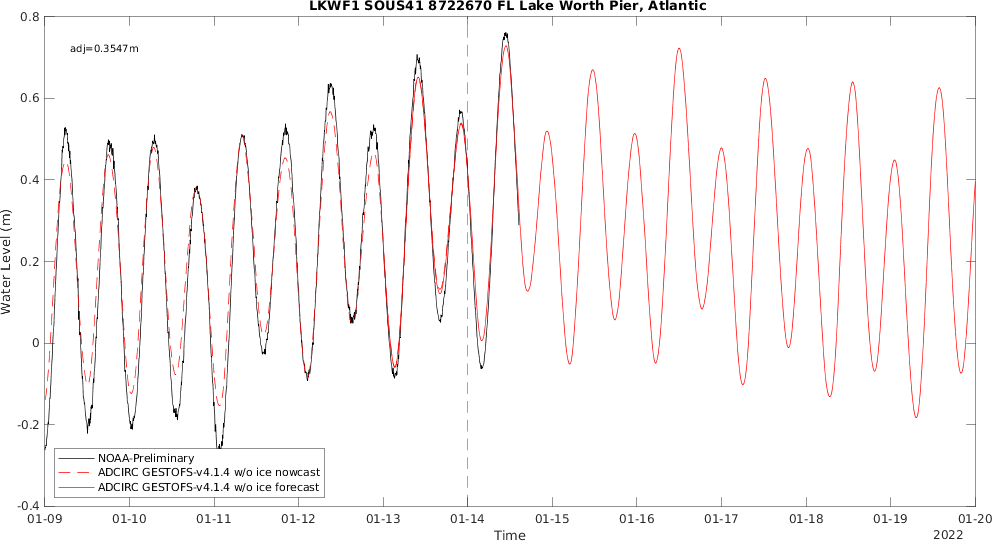 LKWF1 SOUS41 8722670 FL Lake Worth Pier, Atlantic
adj=0.3547m
0.8
0.6
0.4
0.2
0
-0.2
-0.4
Water Level (m)
NOAA-Preliminary
ADCIRC GESTOFS-v4.1.4 w/o ice nowcast
ADCIRC GESTOFS-v4.1.4 w/o ice forecast
01-09 01-10 01-11 01-12 01-13 01-14 01-15 01-16 01-17 01-18 01-19 01-20
Time
2022